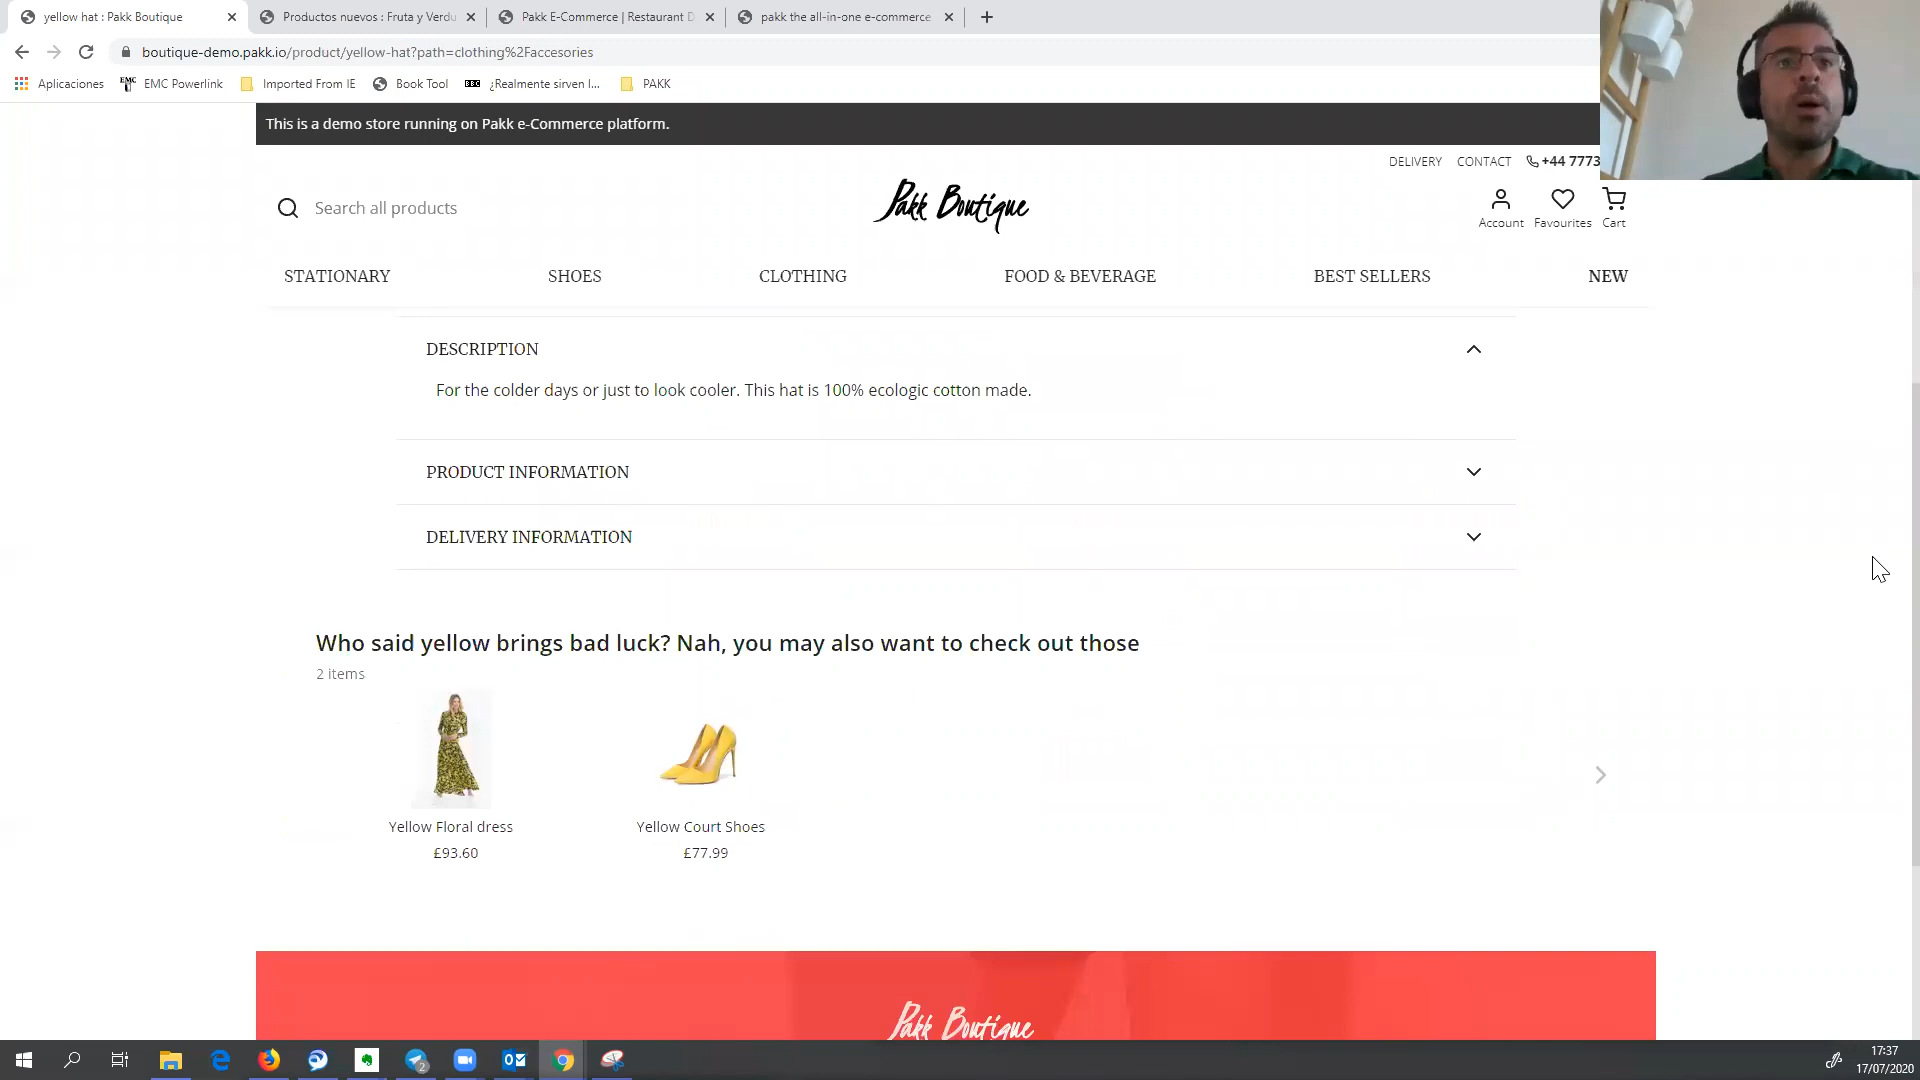 yellow hat : Pakk Boutique
Productos nuevos : Fruta y Verdu
Pakk E-Commerce | Restaurant D
pakk the all-in-one e-commerce
boutique-demo.pakk.io/product/yellow-hat?path=clothing%2Faccesories
Aplicaciones
EMC Powerlink
Imported From IE
Book Tool
BBC
¿Realmente sirven l...
PAKK
This is a demo store running on Pakk e-Commerce platform.
DELIVERY
CONTACT
+44 7773
Search all products
Pakk Boutique
Account
Favourites
Cart
STATIONARY
SHOES
CLOTHING
FOOD & BEVERAGE
BEST SELLERS
NEW
DESCRIPTION
For the colder days or just to look cooler. This hat is 100% ecologic cotton made.
PRODUCT INFORMATION
DELIVERY INFORMATION
Who said yellow brings bad luck? Nah, you may also want to check out those
2 items
Yellow Floral dress
£93.60
Yellow Court Shoes
£77.99
Pakk Boutique
2
17:37
17/07/2020